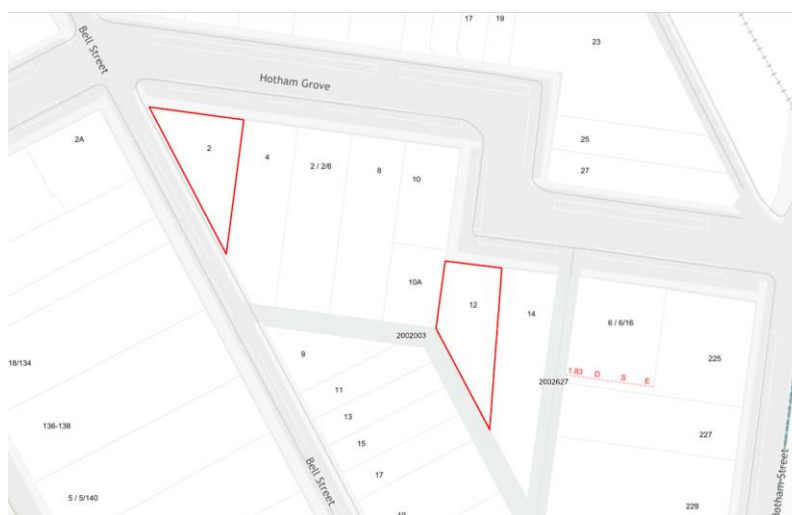 17
19
23
Bell Street
Hotham Grove
2A
2
4
2 / 2/6
8
10
25
27
10A
12
14
6 / 6/16
2002003
225
1.83 D S E
2002627
9
11
13
15
17
18/134
136-138
5 / 5/140
227
229
Bell Street
Hotham Street